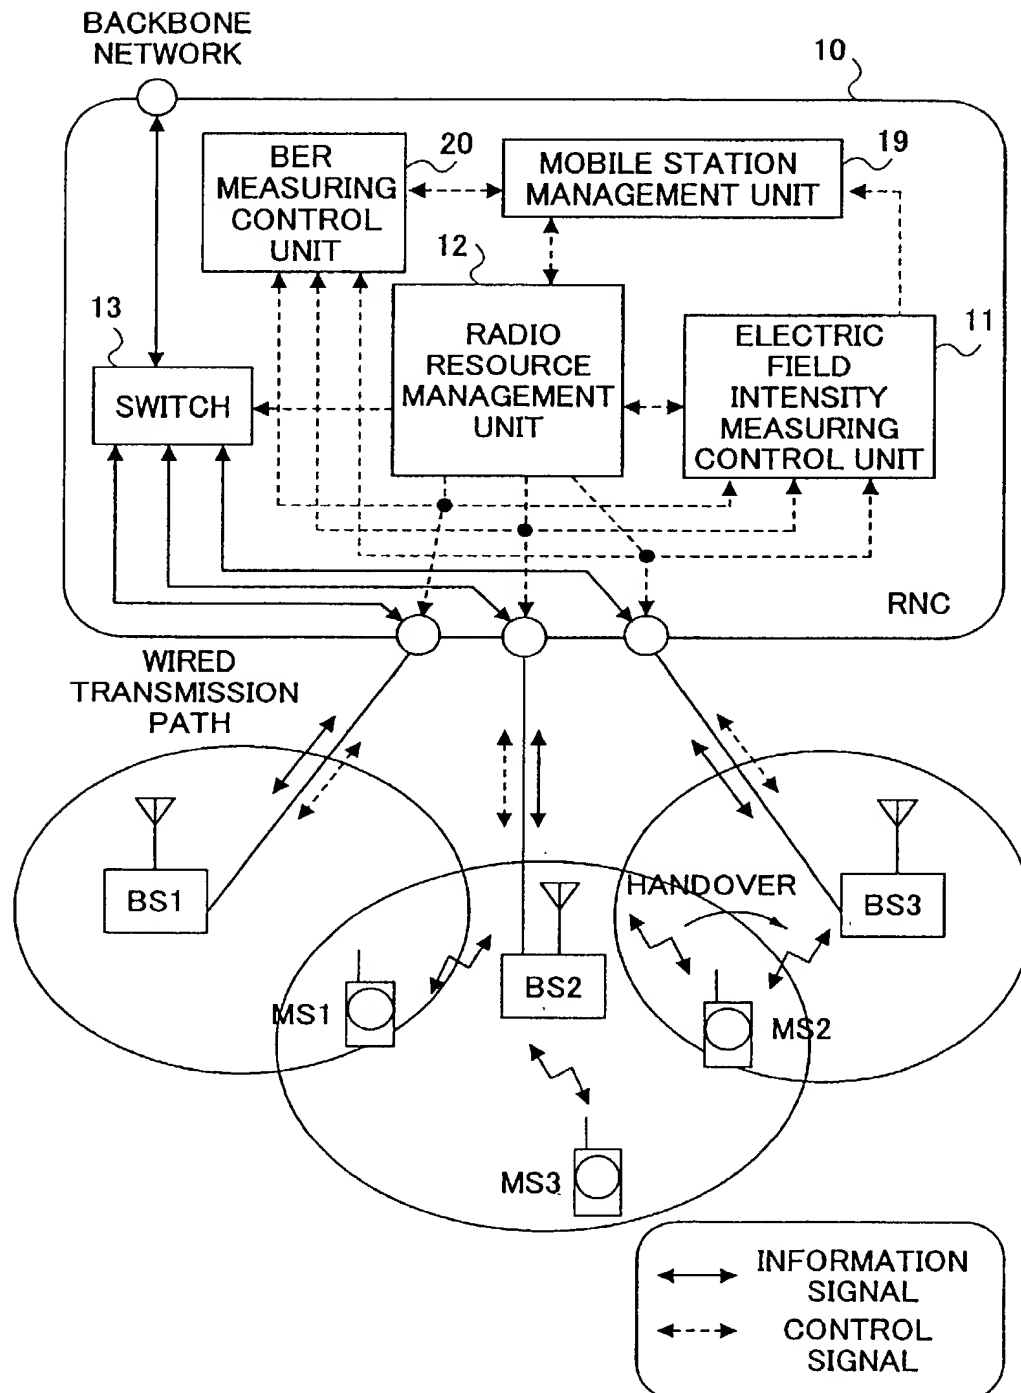 BACKBONE
NETWORK
10
20
BER
MEASURING
CONTROL
UNIT
MOBILE STATION
MANAGEMENT UNIT
19
12
13
RADIO
RESOURCE
MANAGEMENT
UNIT
ELECTRIC
FIELD
INTENSITY
MEASURING
CONTROL UNIT
11
SWITCH
RNC
WIRED
TRANSMISSION
PATH
BS1
HANDOVER
BS3
BS2
MS1
MS2
MS3
INFORMATION
SIGNAL
CONTROL
SIGNAL